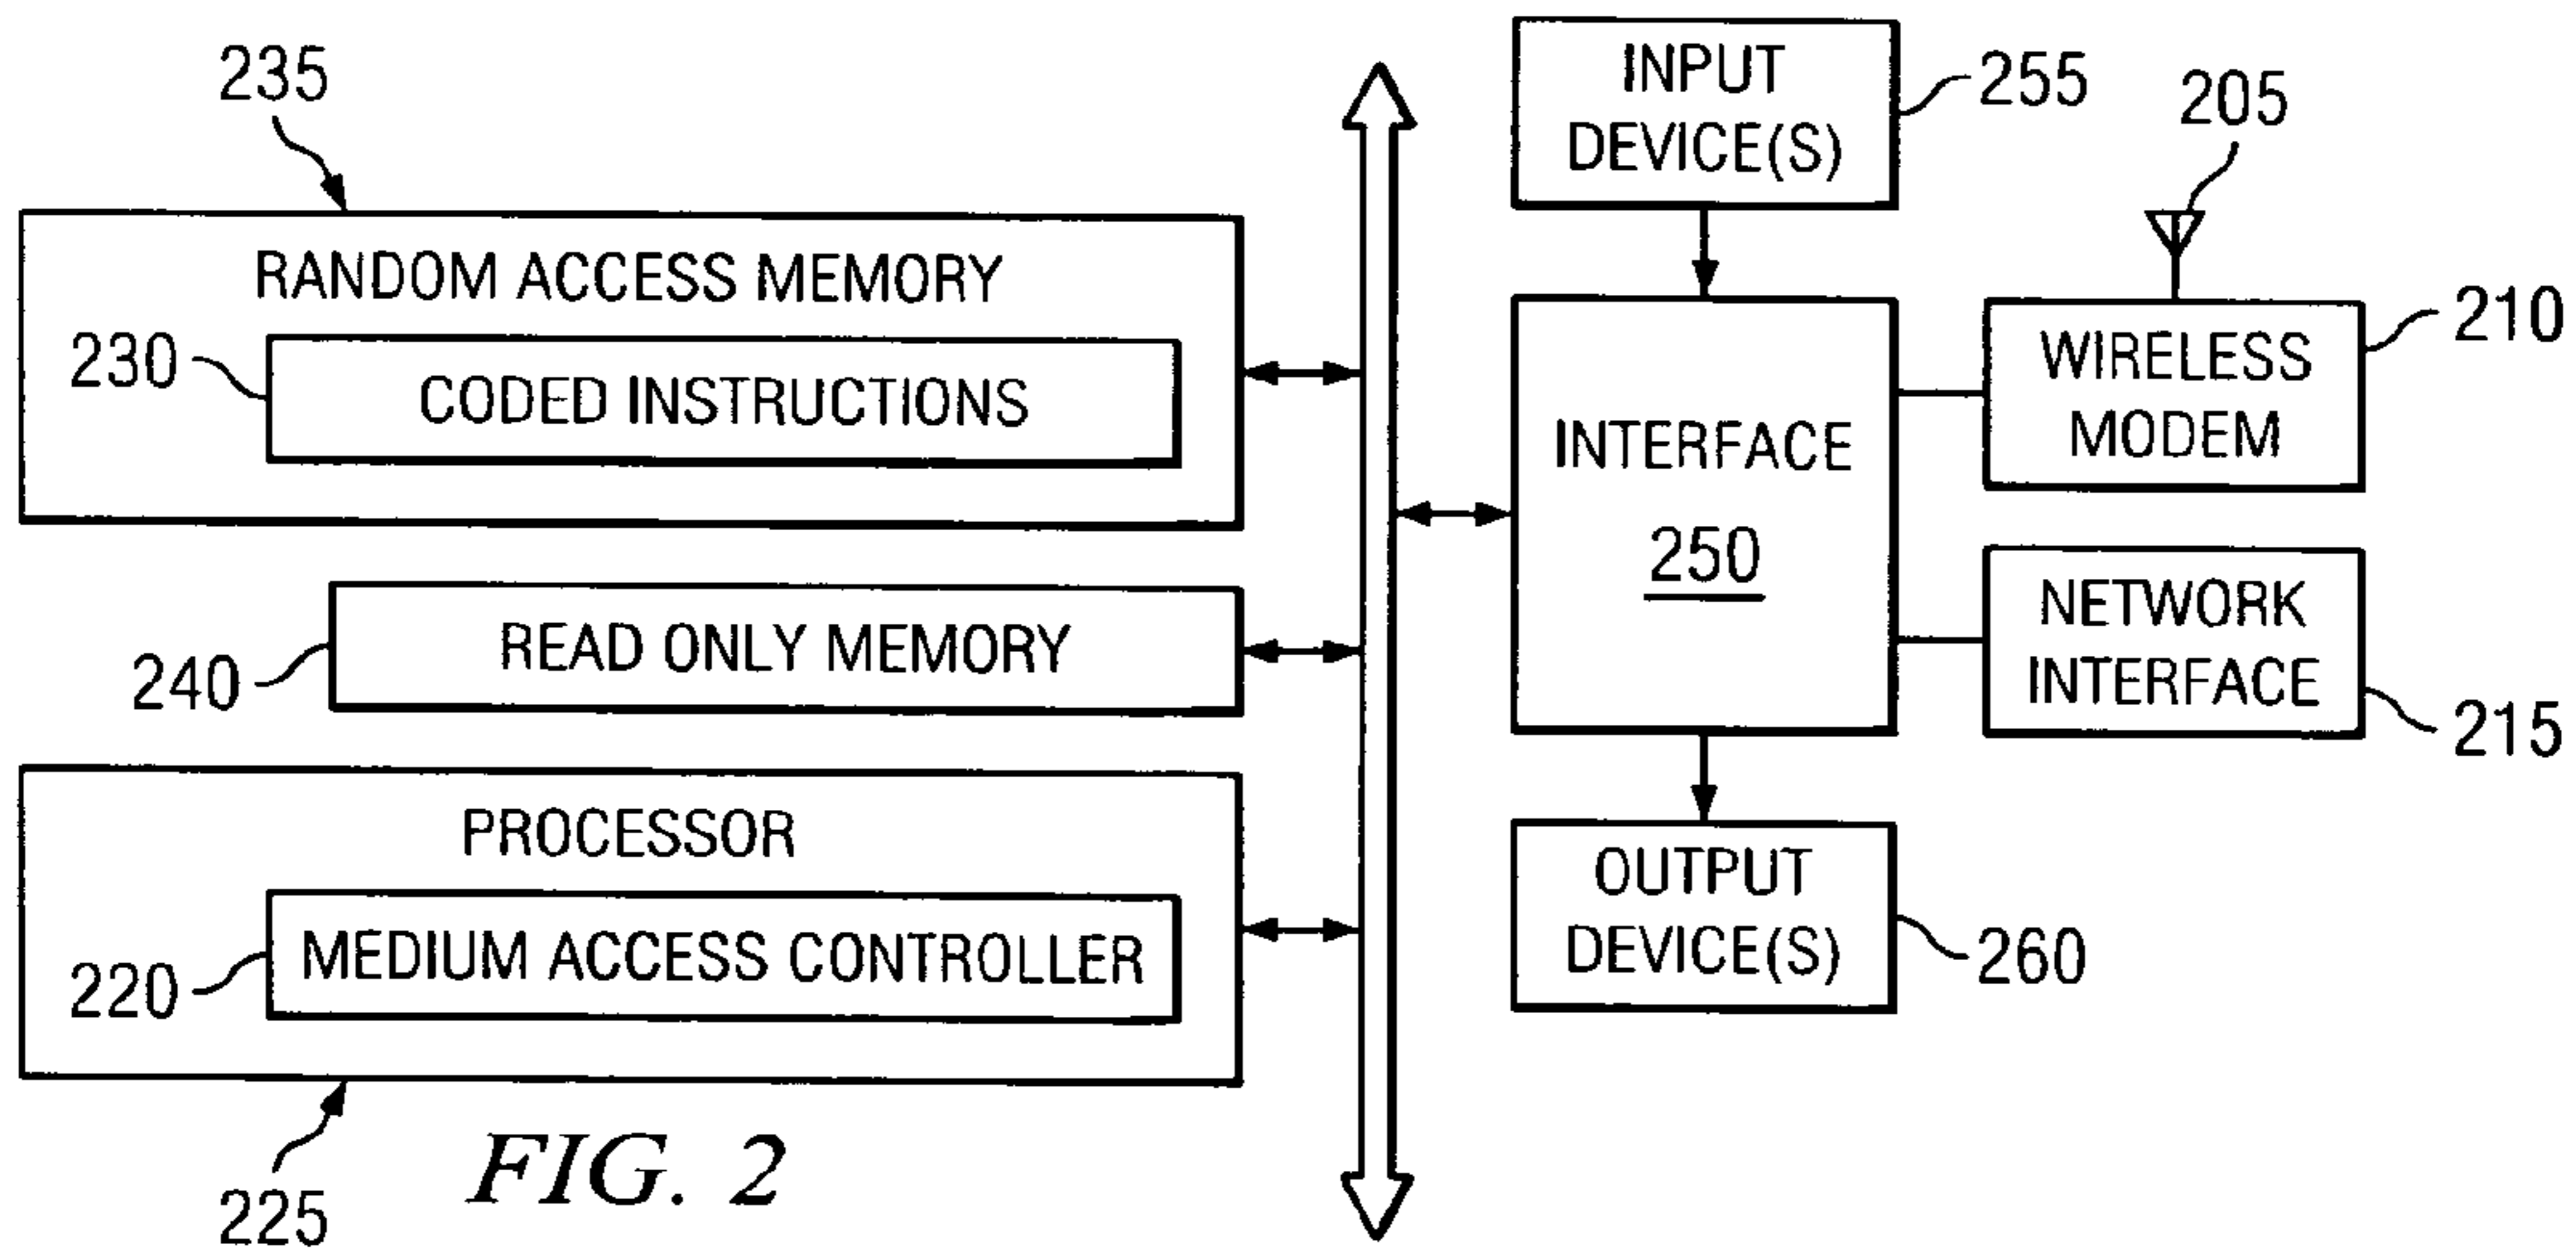 235
RANDOM ACCESS MEMORY
230
CODED INSTRUCTIONS
240
READ ONLY MEMORY
PROCESSOR
220
MEDIUM ACCESS CONTROLLER
225
FIG. 2
INPUT
DEVICE(S)
255
205
INTERFACE
250
WIRELESS
MODEM
210
NETWORK
INTERFACE
215
OUTPUT
DEVICE(S)
260